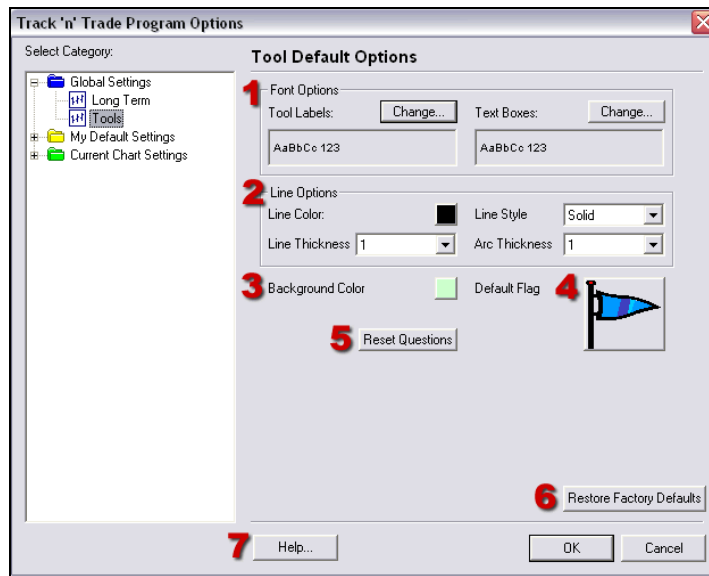 Track 'n' Trade Program Options
Select Category:
Global Settings
Long Term
Tools
My Default Settings
Current Chart Settings
Tool Default Options
1 Font Options
Tool Labels: Change... Text Boxes: Change...
AaBbCc 123 AaBbCc 123
2 Line Options
Line Color: Line Style Solid
Line Thickness 1 Arc Thickness 1
3 Background Color Default Flag 4
5 Reset Questions
6 Restore Factory Defaults
7 Help... OK Cancel